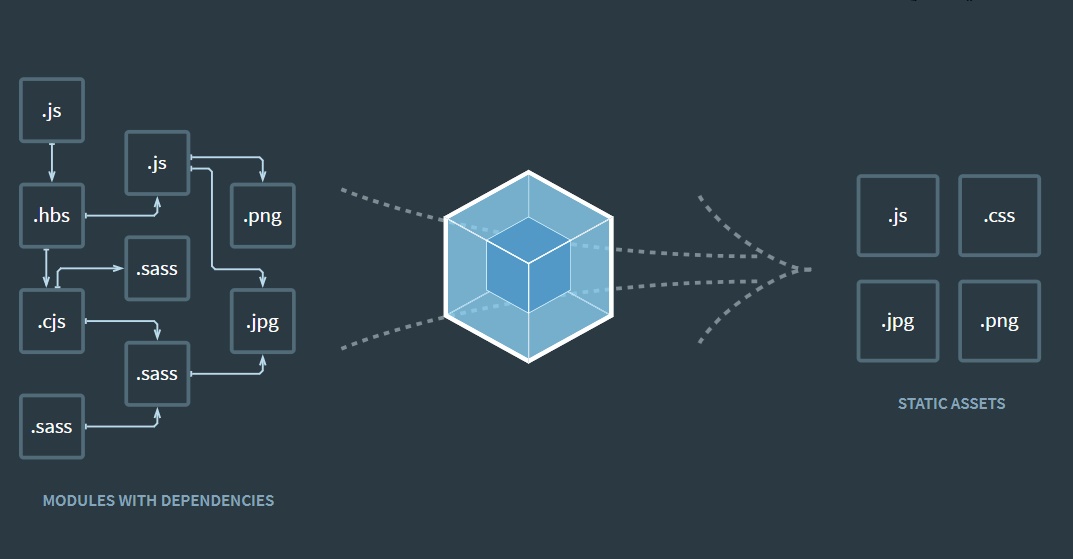 .js
.js
.hbs
.png
.sass
.cjs
.jpg
.sass
.sass
MODULES WITH DEPENDENCIES
.js
.css
.jpg
.png
STATIC ASSETS